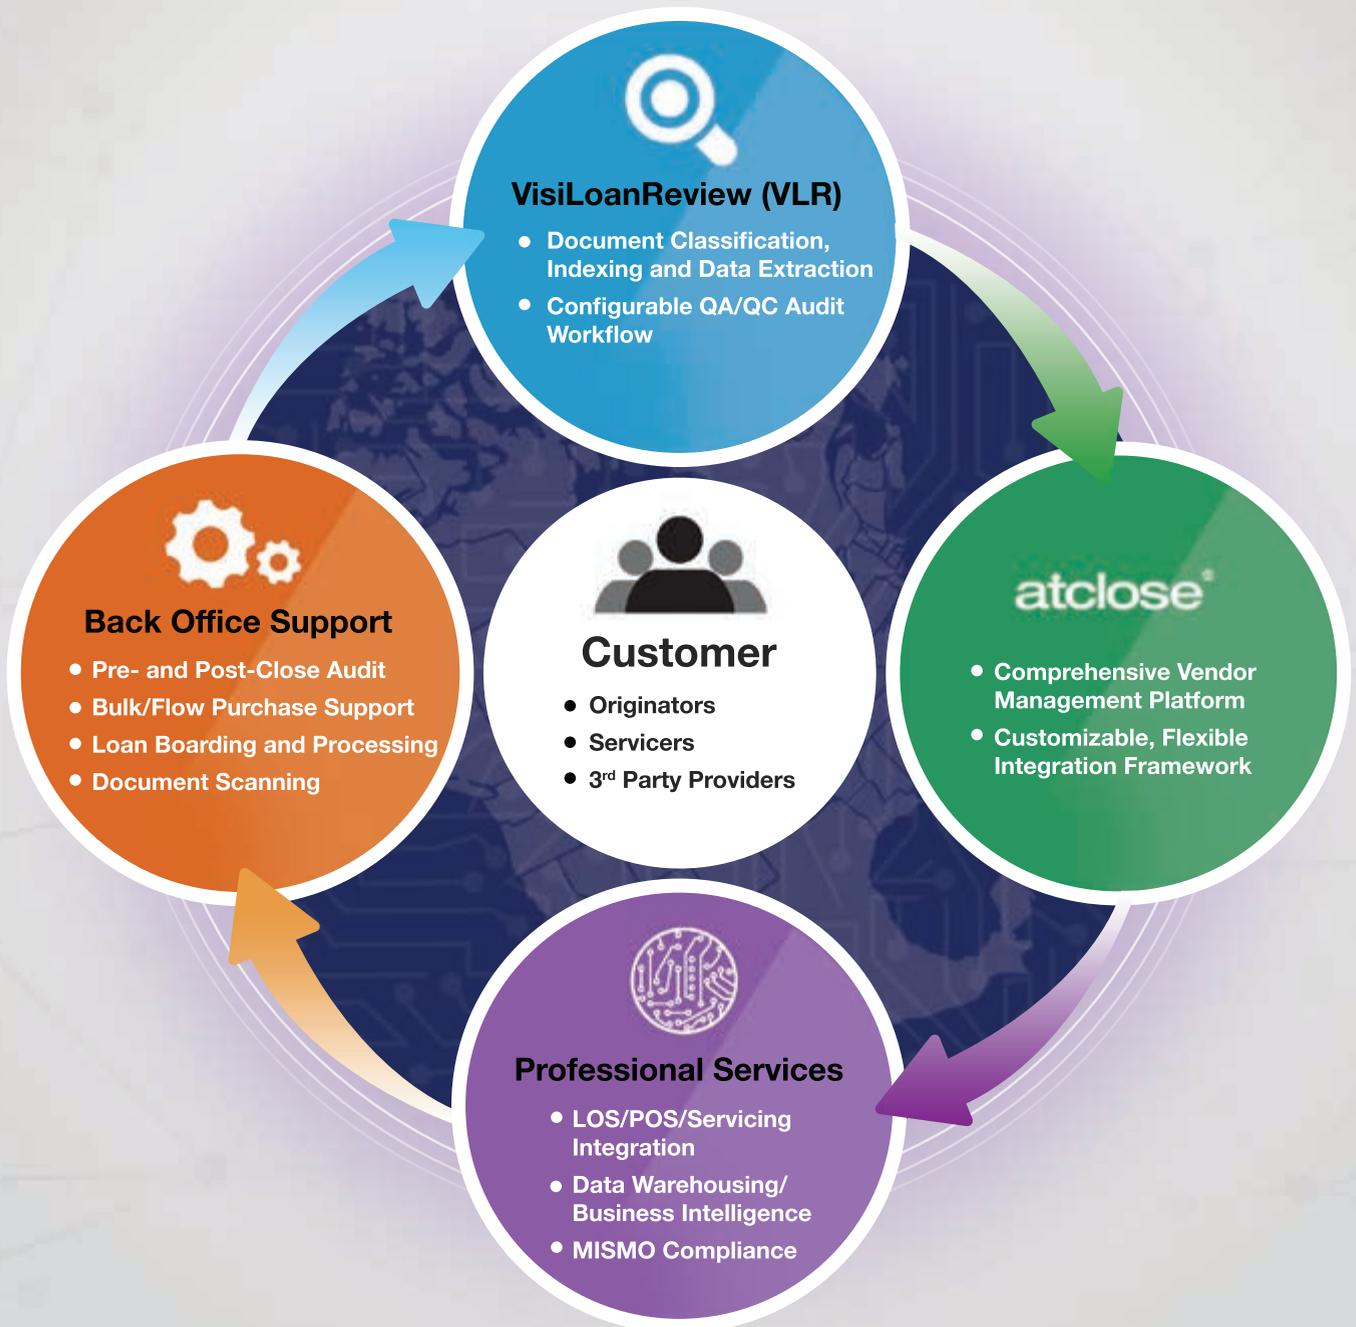 VisiLoanReview (VLR)
• Document Classification,
Indexing and Data Extraction
• Configurable QA/QC Audit
Workflow
Back Office Support
• Pre- and Post-Close Audit
• Bulk/Flow Purchase Support
• Loan Boarding and Processing
• Document Scanning
Customer
• Originators
• Servicers
• 3rd Party Providers
atclose®
• Comprehensive Vendor
Management Platform
• Customizable, Flexible
Integration Framework
Professional Services
• LOS/POS/Servicing
Integration
• Data Warehousing/
Business Intelligence
• MISMO Compliance